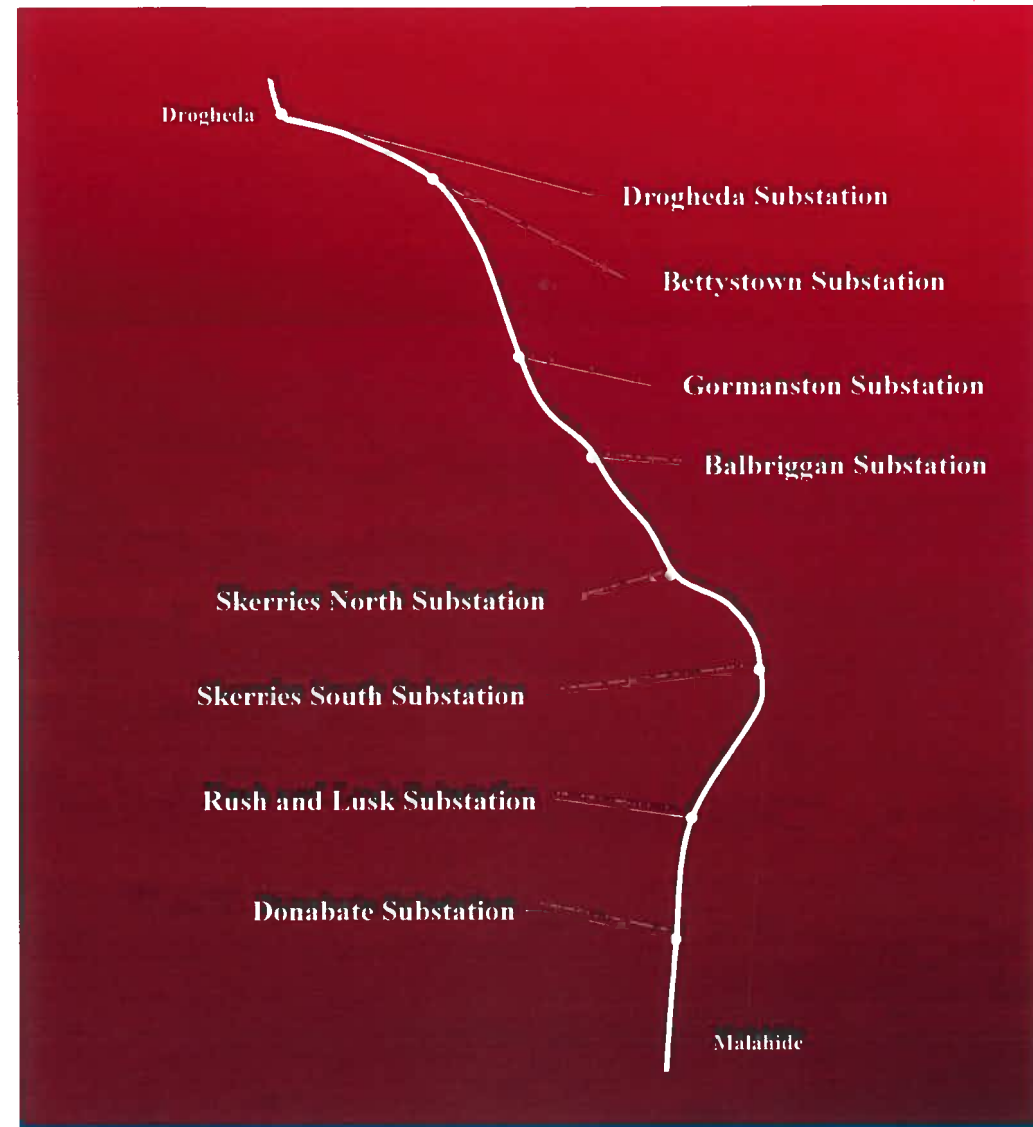 Drogheda
Drogheda Substation
Bettystown Substation
Gormanston Substation
Balbriggan Substation
Skerries North Substation
Skerries South Substation
Rush and Lusk Substation
Donabate Substation
Malahide